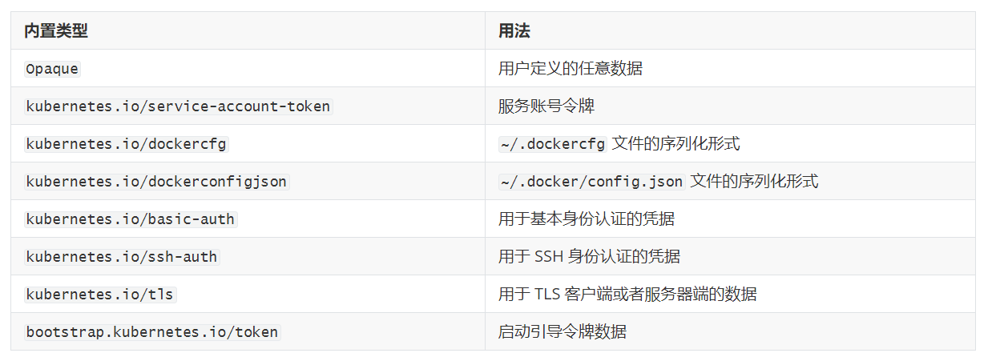 内置类型 用法
Opaque 用户定义的任意数据
kubernetes.io/service-account-token 服务账号令牌
kubernetes.io/dockercfg ~/.dockercfg 文件的序列化形式
kubernetes.io/dockerconfigjson ~/.docker/config.json 文件的序列化形式
kubernetes.io/basic-auth 用于基本身份认证的凭据
kubernetes.io/ssh-auth 用于 SSH 身份认证的凭据
kubernetes.io/tls 用于 TLS 客户端或者服务器端的数据
bootstrap.kubernetes.io/token 启动引导令牌数据